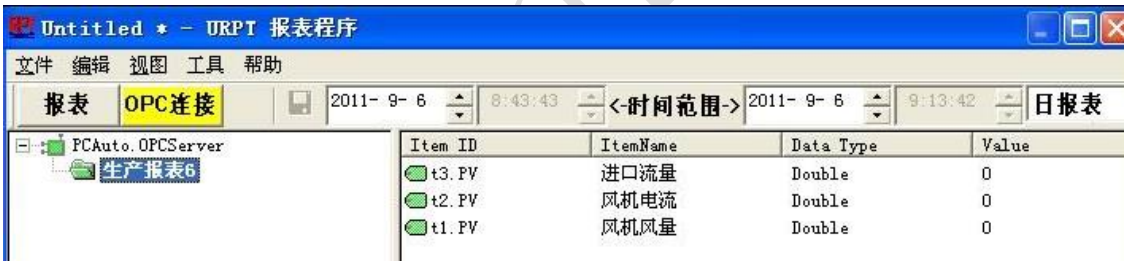 Untitled * - URPT 报表程序
文件 编辑 视图 工具 帮助
报表 OPC连接 2011- 9- 6 8:43:43 <-时间范围-> 2011- 9- 6 9:13:42 日报表
PCAuto.OPCServer
生产报表6
Item ID ItemName Data Type Value
t3.PV 进口流量 Double 0
t2.PV 风机电流 Double 0
t1.PV 风机风量 Double 0